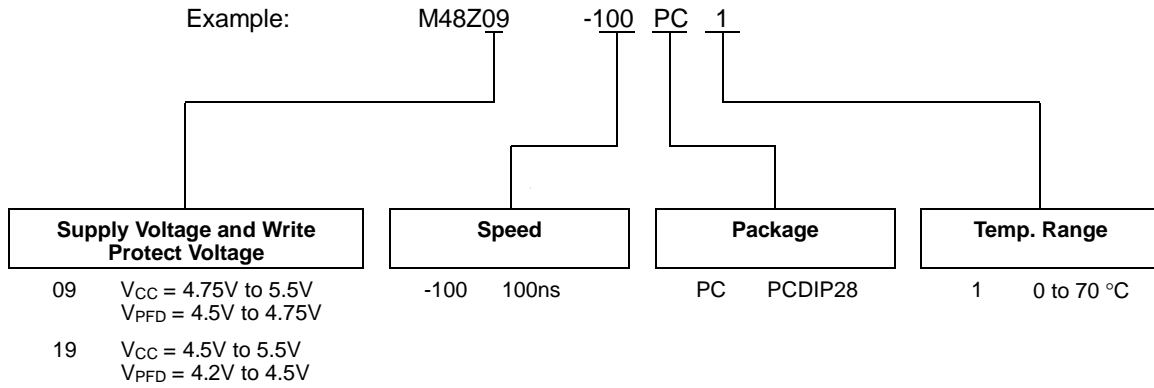 Example: M48Z09 -100 PC 1
Supply Voltage and Write
Protect Voltage
Speed
Package
Temp. Range
09 VCC = 4.75V to 5.5V
VPFD = 4.5V to 4.75V
-100 100ns
PC PCDIP28
1 0 to 70 °C
19 VCC = 4.5V to 5.5V
VPFD = 4.2V to 4.5V